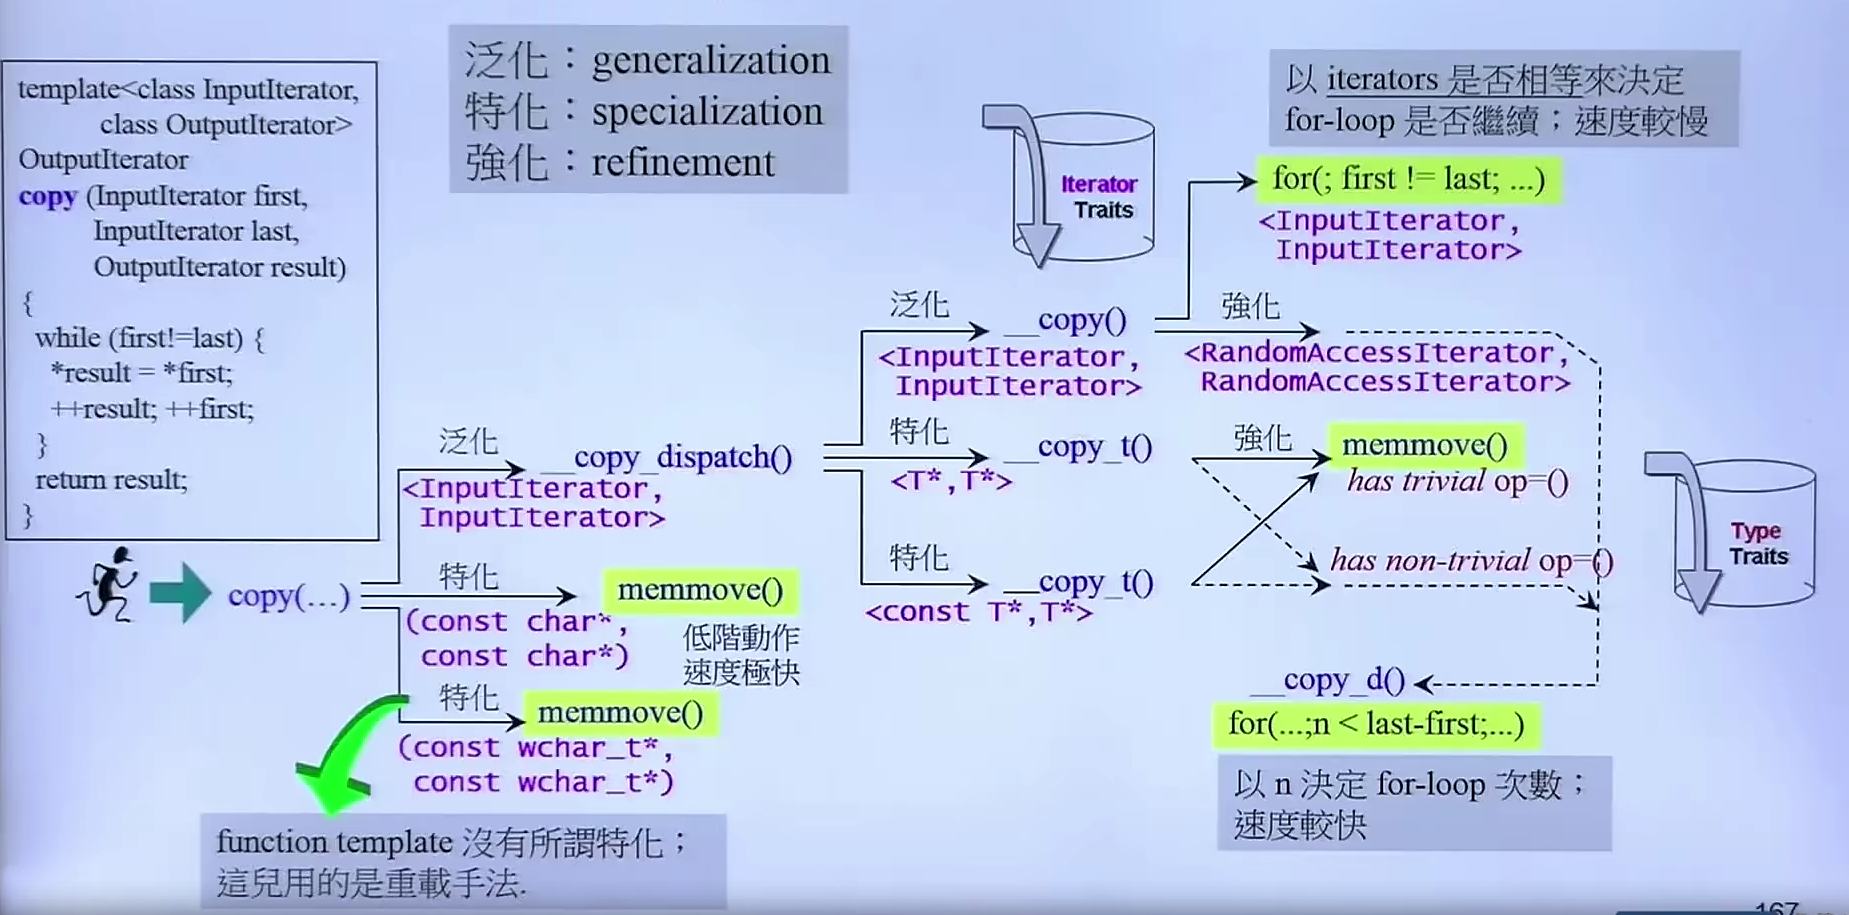 template<class InputIterator,
class OutputIterator>
OutputIterator
copy (InputIterator first,
InputIterator last,
OutputIterator result)
{
while (first!=last) {
*result = *first;
++result; ++first;
}
return result;
}
泛化：generalization
特化：specialization
強化：refinement
Iterator
Traits
以 iterators 是否相等來決定
for-loop 是否繼續；速度較慢
for(; first != last; ...)
<InputIterator,
InputIterator>
copy(…)
泛化
__copy_dispatch()
<InputIterator,
InputIterator>
特化
memmove()
(const char*,
const char*)
低階動作
速度極快
特化
memmove()
(const wchar_t*,
const wchar_t*)
function template 沒有所謂特化；
這兒用的是重載手法.
泛化
__copy()
<InputIterator,
InputIterator>
強化
<RandomAccessIterator,
RandomAccessIterator>
特化
__copy_t()
<T*,T*>
強化
memmove()
has trivial op=()
特化
__copy_t()
<const T*,T*>
has non-trivial op=()
Type
Traits
__copy_d()
for(...;n < last-first;...)
以 n 決定 for-loop 次數；
速度較快
167